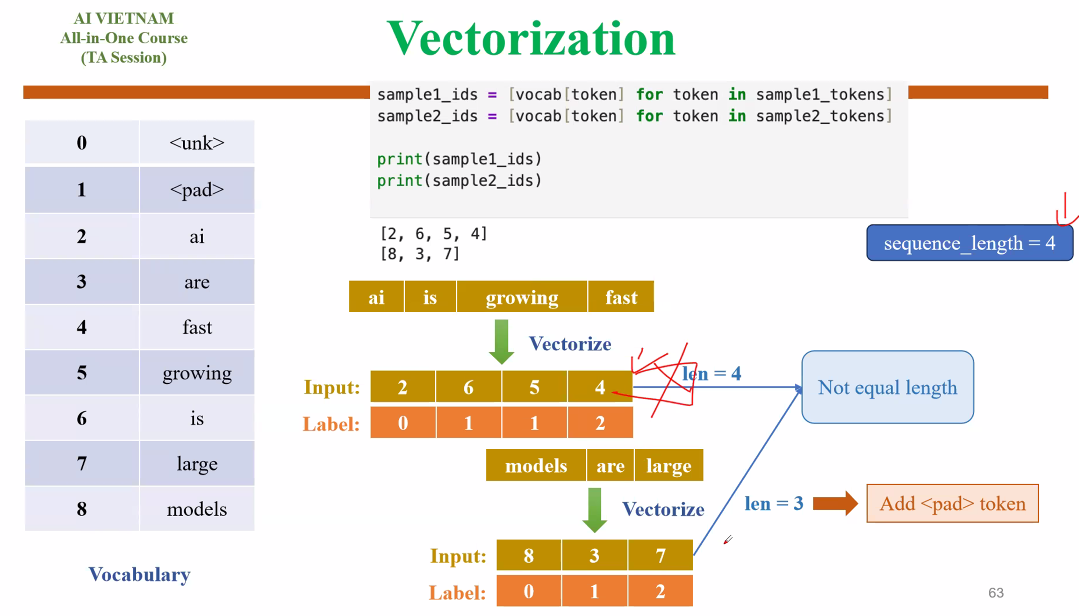 AI VIETNAM
All-in-One Course
(TA Session)
Vectorization
sample1_ids = [vocab[token] for token in sample1_tokens]
sample2_ids = [vocab[token] for token in sample2_tokens]
print(sample1_ids)
print(sample2_ids)
[2, 6, 5, 4]
[8, 3, 7]
0 <unk>
1 <pad>
2 ai
3 are
4 fast
5 growing
6 is
7 large
8 models
Vocabulary
sequence_length = 4
ai is growing fast
Vectorize
Input: 2 6 5 4
Label: 0 1 1 2
len = 4
Not equal length
models are large
Vectorize
len = 3
Add <pad> token
Input: 8 3 7
Label: 0 1 2
63